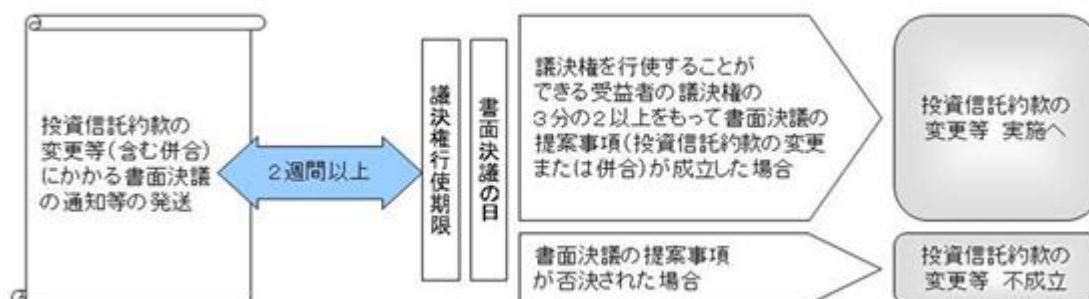 投資信託約款の
変更等(含む併合)
にかかる書面決議
の通知等の発送
2週間以上
議決権行使期限
書面決議の日
議決権を行使することが
できる受益者の議決権の
3分の2以上をもって書面決議の
提案事項(投資信託約款の変更
または併合)が成立した場合
投資信託約款の
変更等 実施へ
書面決議の提案事項
が否決された場合
投資信託約款の
変更等 不成立